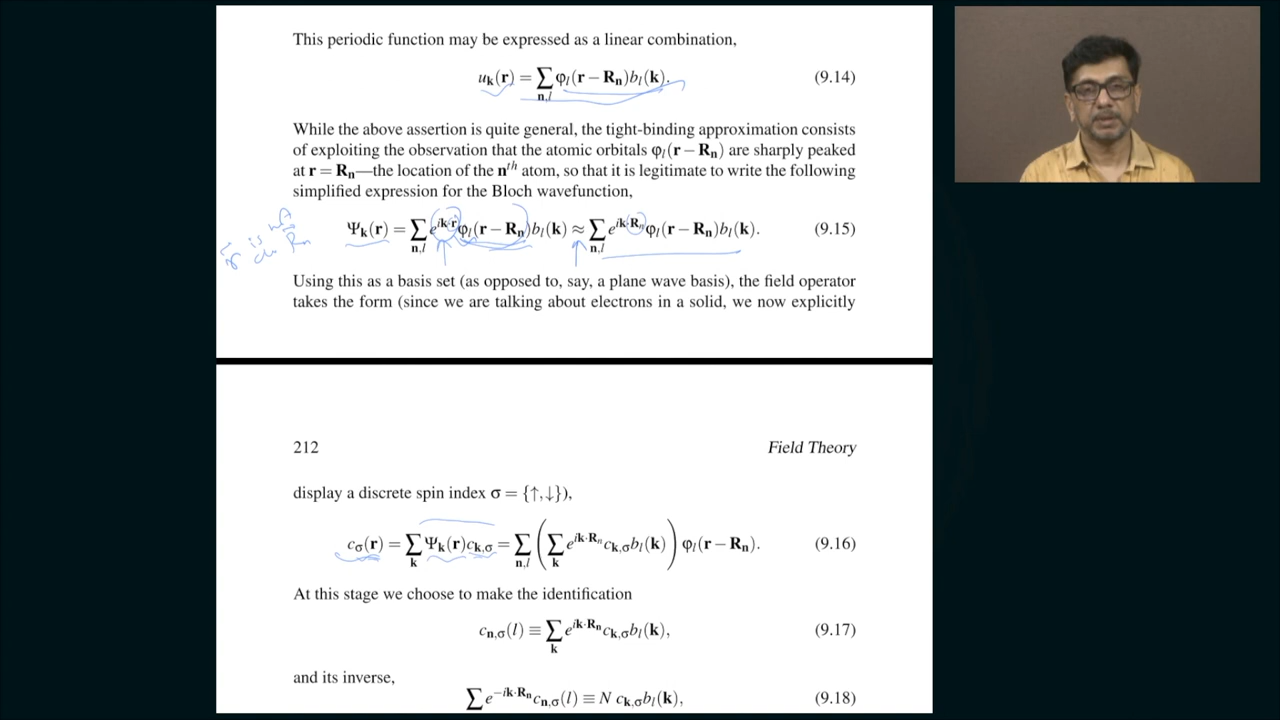 This periodic function may be expressed as a linear combination,
u_k(r) = ∑_{n,l} φ_l(r − R_n)b_l(k). (9.14)
While the above assertion is quite general, the tight-binding approximation consists
of exploiting the observation that the atomic orbitals φ_l(r − R_n) are sharply peaked
at r = R_n—the location of the n^th atom, so that it is legitimate to write the following
simplified expression for the Bloch wavefunction,
Ψ_k(r) = ∑_{n,l} e^{ik·r}φ_l(r − R_n)b_l(k) ≈ ∑_{n,l} e^{ik·R_n}φ_l(r − R_n)b_l(k). (9.15)
r is
R_n
Using this as a basis set (as opposed to, say, a plane wave basis), the field operator
takes the form (since we are talking about electrons in a solid, we now explicitly
212 Field Theory
display a discrete spin index σ = {↑,↓}),
c_σ(r) = ∑_k Ψ_k(r)c_{k,σ} = ∑_{n,l} (∑_k e^{ik·R_n}c_{k,σ}b_l(k)) φ_l(r − R_n). (9.16)
At this stage we choose to make the identification
c_{n,σ}(l) ≡ ∑_k e^{ik·R_n}c_{k,σ}b_l(k), (9.17)
and its inverse,
∑ e^{−ik·R_n}c_{n,σ}(l) ≡ N c_{k,σ}b_l(k), (9.18)